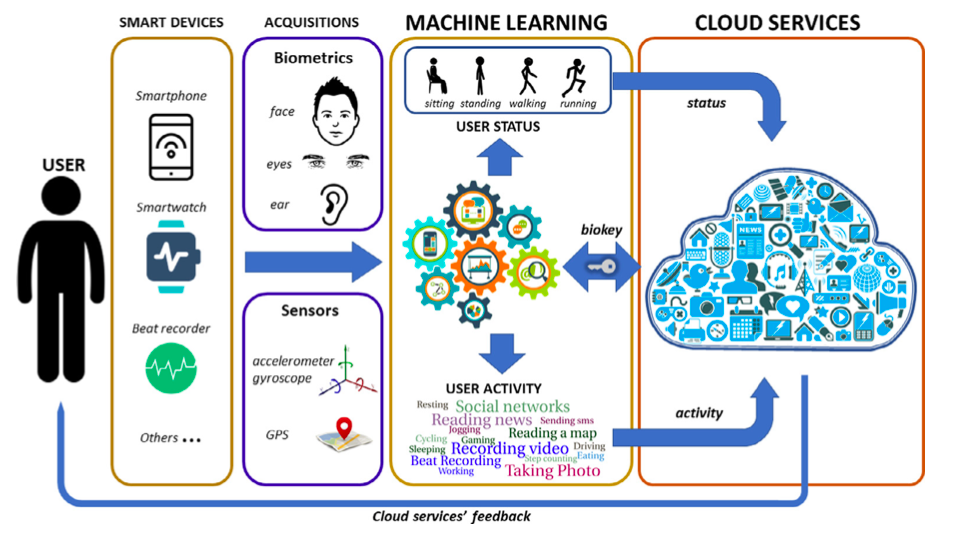 SMART DEVICES
ACQUISITIONS
MACHINE LEARNING
CLOUD SERVICES
USER
Smartphone
Smartwatch
Beat recorder
Others ...
Biometrics
face
eyes
ear
Sensors
accelerometer
gyroscope
GPS
sitting standing walking running
USER STATUS
USER ACTIVITY
Resting Social networks
Reading news Sending sms
Jogging
Cycling Gaming Reading a map
Sleeping Recording video Driving
Beat Recording Step counting Eating
Working Taking Photo
status
biokey
NEWS
activity
Cloud services' feedback